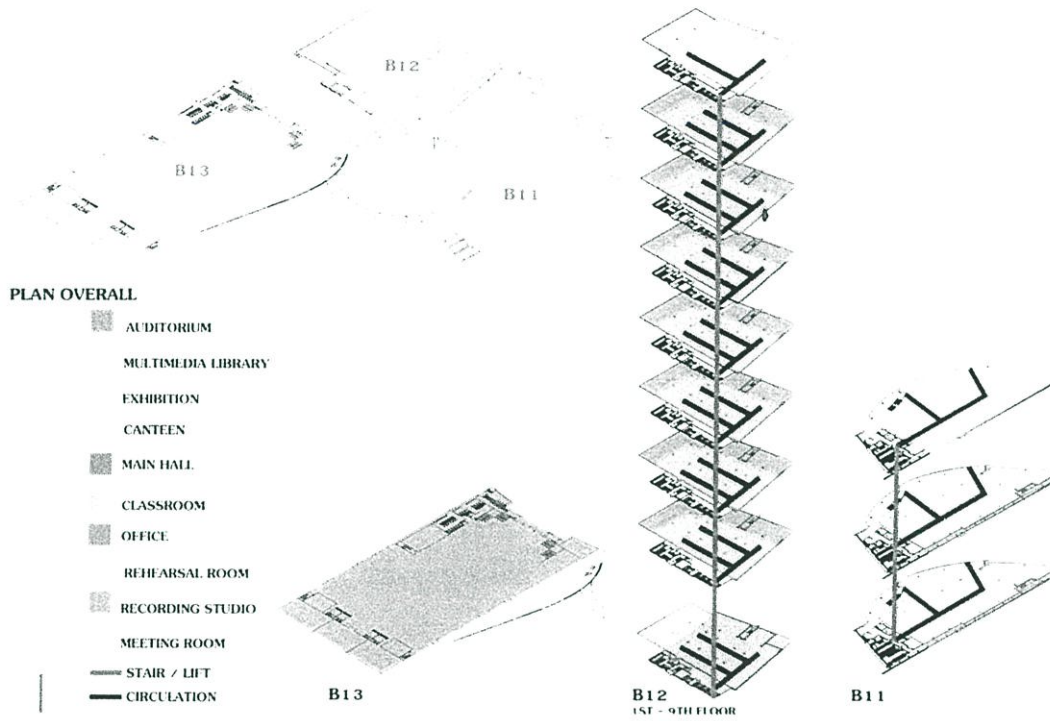 B12
B13
B11
PLAN OVERALL
AUDITORIUM
MULTIMEDIA LIBRARY
EXHIBITION
CANTEEN
MAIN HALL
CLASSROOM
OFFICE
REHEARSAL ROOM
RECORDING STUDIO
MEETING ROOM
STAIR / LIFT
CIRCULATION
B13
B12
1ST - 9TH FLOOR
B11